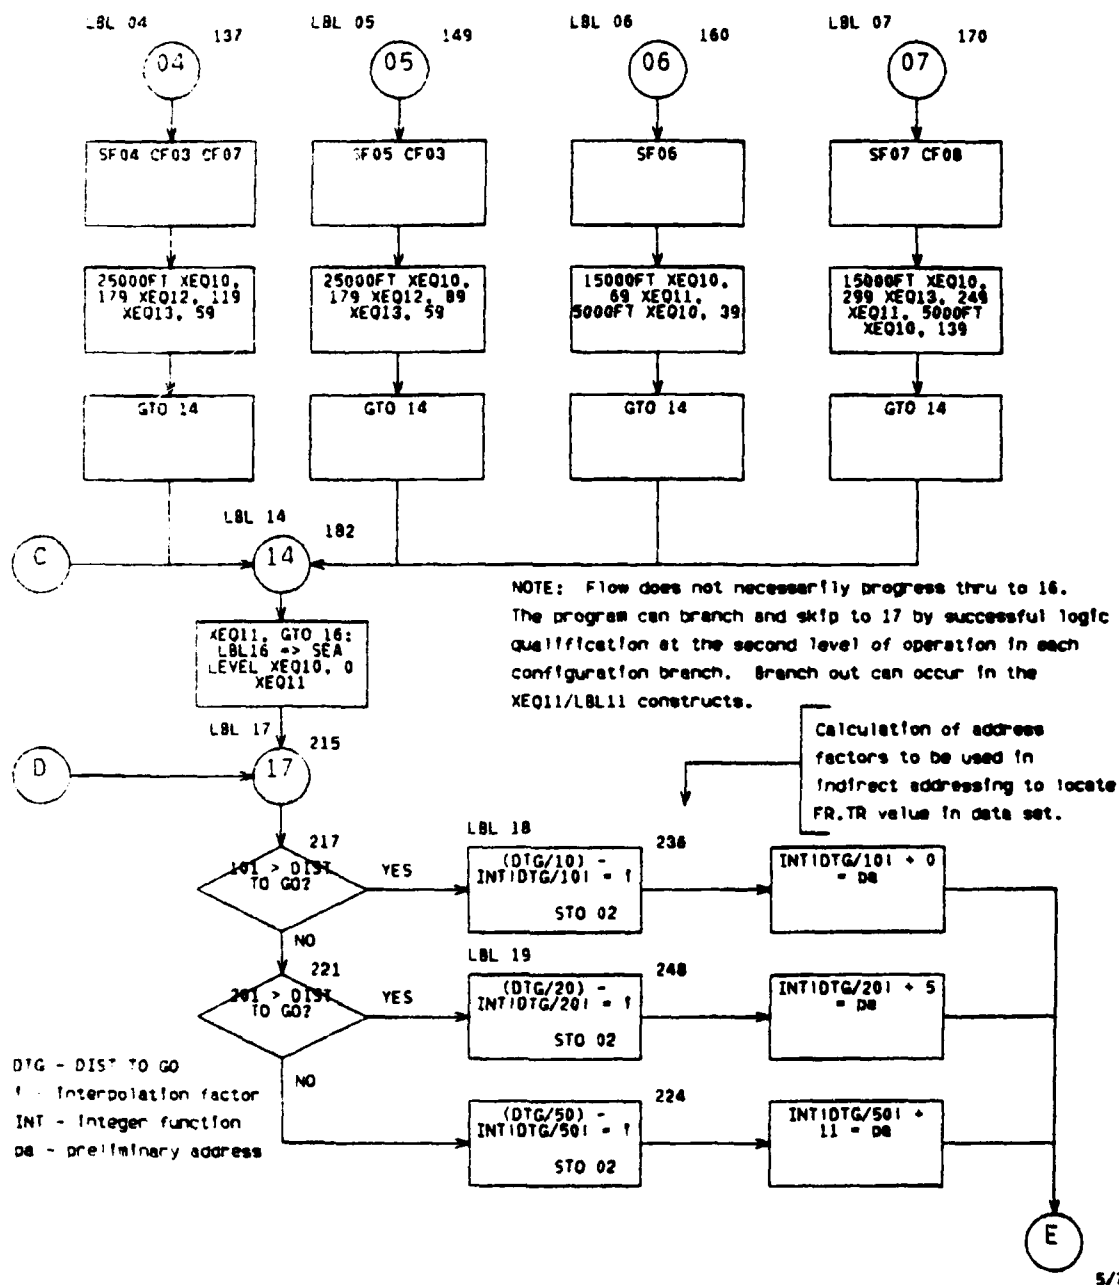 LBL 04
137
LBL 05
149
LBL 06
160
LBL 07
170
04
05
06
07
SF04 CF03 CF07
SF05 CF03
SF06
SF07 CF08
25000FT XEQ10,
179 XEQ12, 119
XEQ13, 59
25000FT XEQ10,
179 XEQ12, 89
XEQ13, 59
15000FT XEQ10,
69 XEQ11,
5000FT XEQ10, 39
15000FT XEQ10,
299 XEQ13, 249
XEQ11, 5000FT
XEQ10, 139
GTO 14
GTO 14
GTO 14
GTO 14
LBL 14
182
C
14
NOTE: Flow does not necessarily progress thru to 16.
The program can branch and skip to 17 by successful logic
qualification at the second level of operation in each
configuration branch. Branch out can occur in the
XEQ11/LBL11 constructs.
XEQ11, GTO 16:
LBL16 => SEA
LEVEL XEQ10, 0
XEQ11
LBL 17
215
D
17
Calculation of address
factors to be used in
indirect addressing to locate
FR.TR value in data set.
217
101 > DIST
TO GO?
YES
NO
LBL 18
236
(DTG/10) -
INT(DTG/10) = f
STO 02
INT(DTG/10) + 0
= pa
221
201 > DIST
TO GO?
YES
NO
LBL 19
248
(DTG/20) -
INT(DTG/20) = f
STO 02
INT(DTG/20) + 5
= pa
DTG - DIST TO GO
f - Interpolation factor
INT - Integer function
pa - preliminary address
224
(DTG/50) -
INT(DTG/50) = f
STO 02
INT(DTG/50) +
11 = pa
E